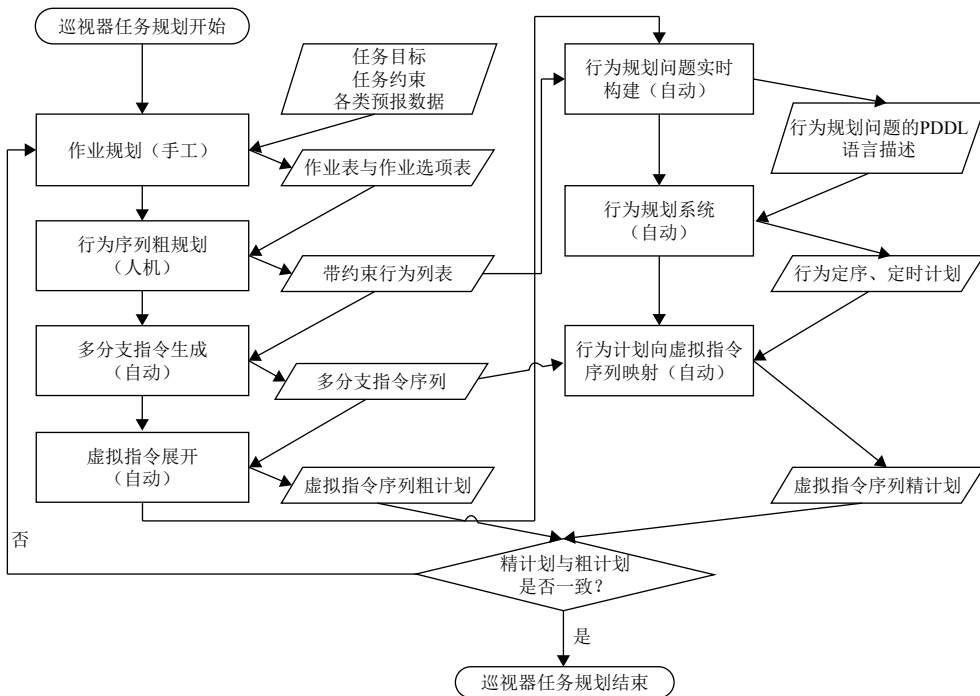 巡视器任务规划开始
任务目标
任务约束
各类预报数据
作业规划（手工）
作业表与作业选项表
行为序列粗规划
（人机）
带约束行为列表
多分支指令生成
（自动）
多分支指令序列
虚拟指令展开
（自动）
虚拟指令序列粗计划
行为规划问题实时
构建（自动）
行为规划问题的PDDL
语言描述
行为规划系统
（自动）
行为定序、定时计划
行为计划向虚拟指令
序列映射（自动）
虚拟指令序列精计划
否
精计划与粗计划
是否一致?
是
巡视器任务规划结束